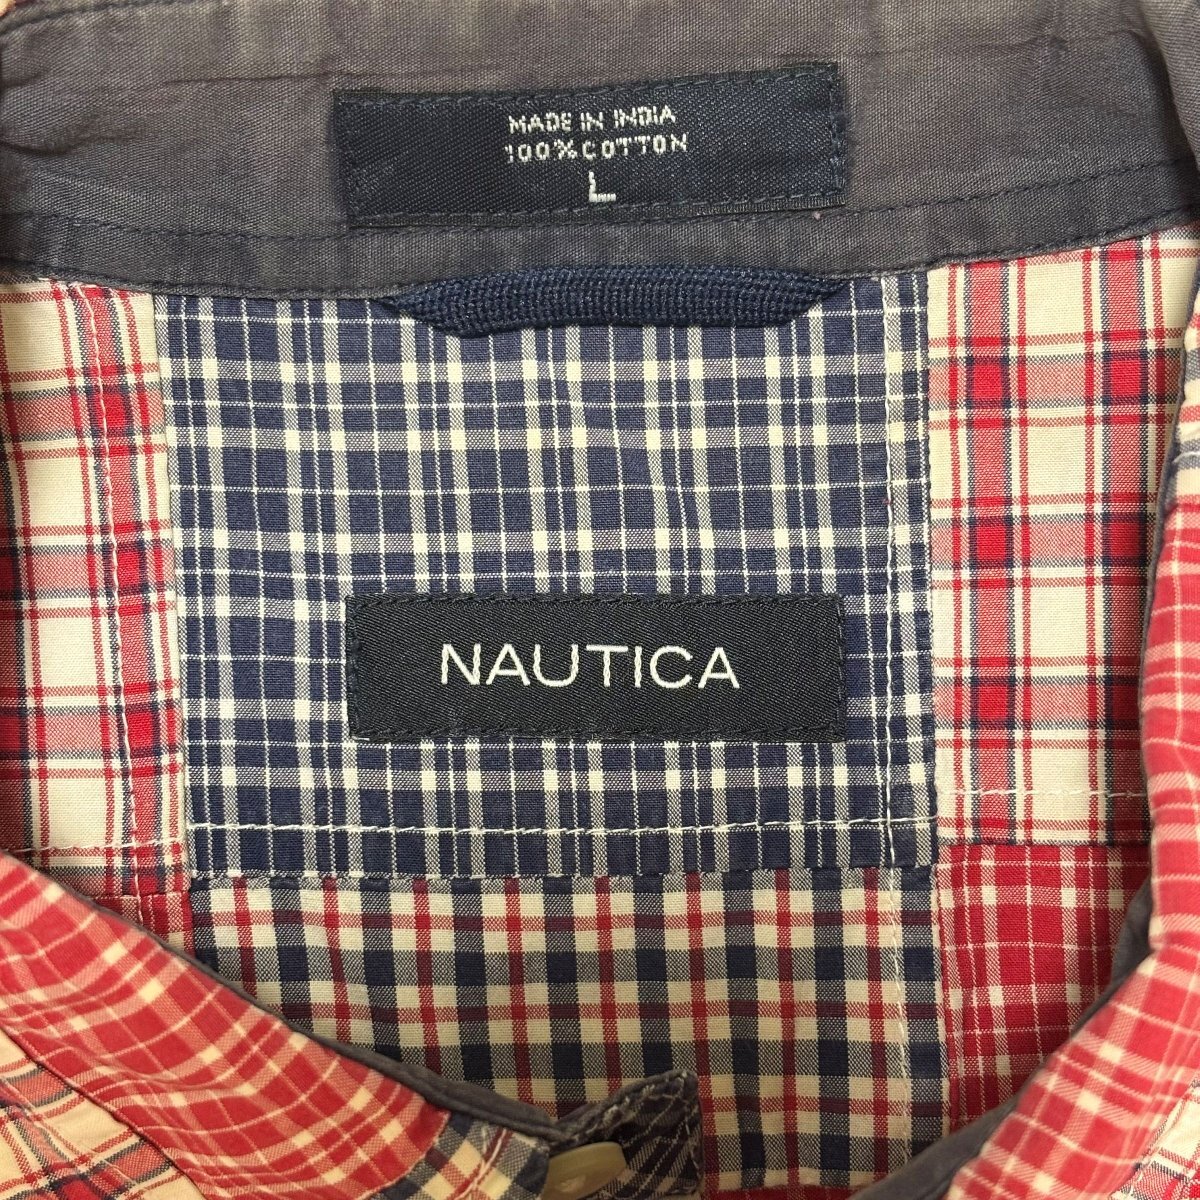 MADE IN INDIA
100% COTTON
L
NAUTICA